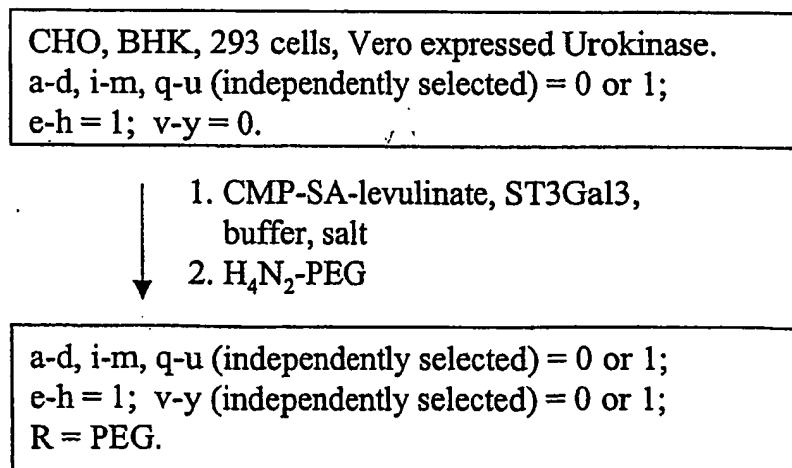 CHO, BHK, 293 cells, Vero expressed Urokinase.
a-d, i-m, q-u (independently selected) = 0 or 1;
e-h = 1; v-y = 0.
1. CMP-SA-levulinate, ST3Gal3,
buffer, salt
2. H₄N₂-PEG
a-d, i-m, q-u (independently selected) = 0 or 1;
e-h = 1; v-y (independently selected) = 0 or 1;
R = PEG.